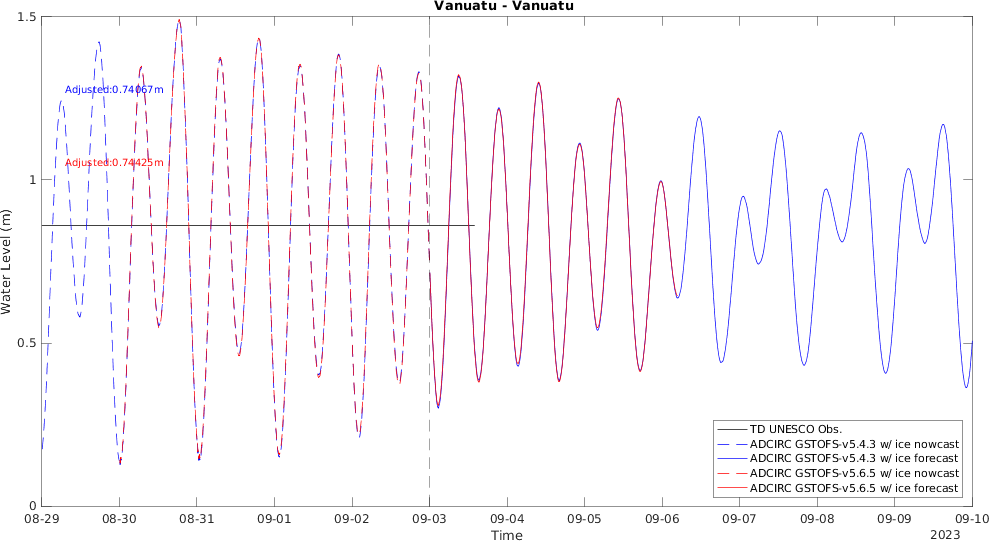 Vanuatu - Vanuatu
1.5
Adjusted:0.74067m
Adjusted:0.74425m
1
Water Level (m)
0.5
TD UNESCO Obs.
ADCIRC GSTOFS-v5.4.3 w/ ice nowcast
ADCIRC GSTOFS-v5.4.3 w/ ice forecast
ADCIRC GSTOFS-v5.6.5 w/ ice nowcast
ADCIRC GSTOFS-v5.6.5 w/ ice forecast
0
08-29 08-30 08-31 09-01 09-02 09-03 09-04 09-05 09-06 09-07 09-08 09-09 09-10
Time 2023